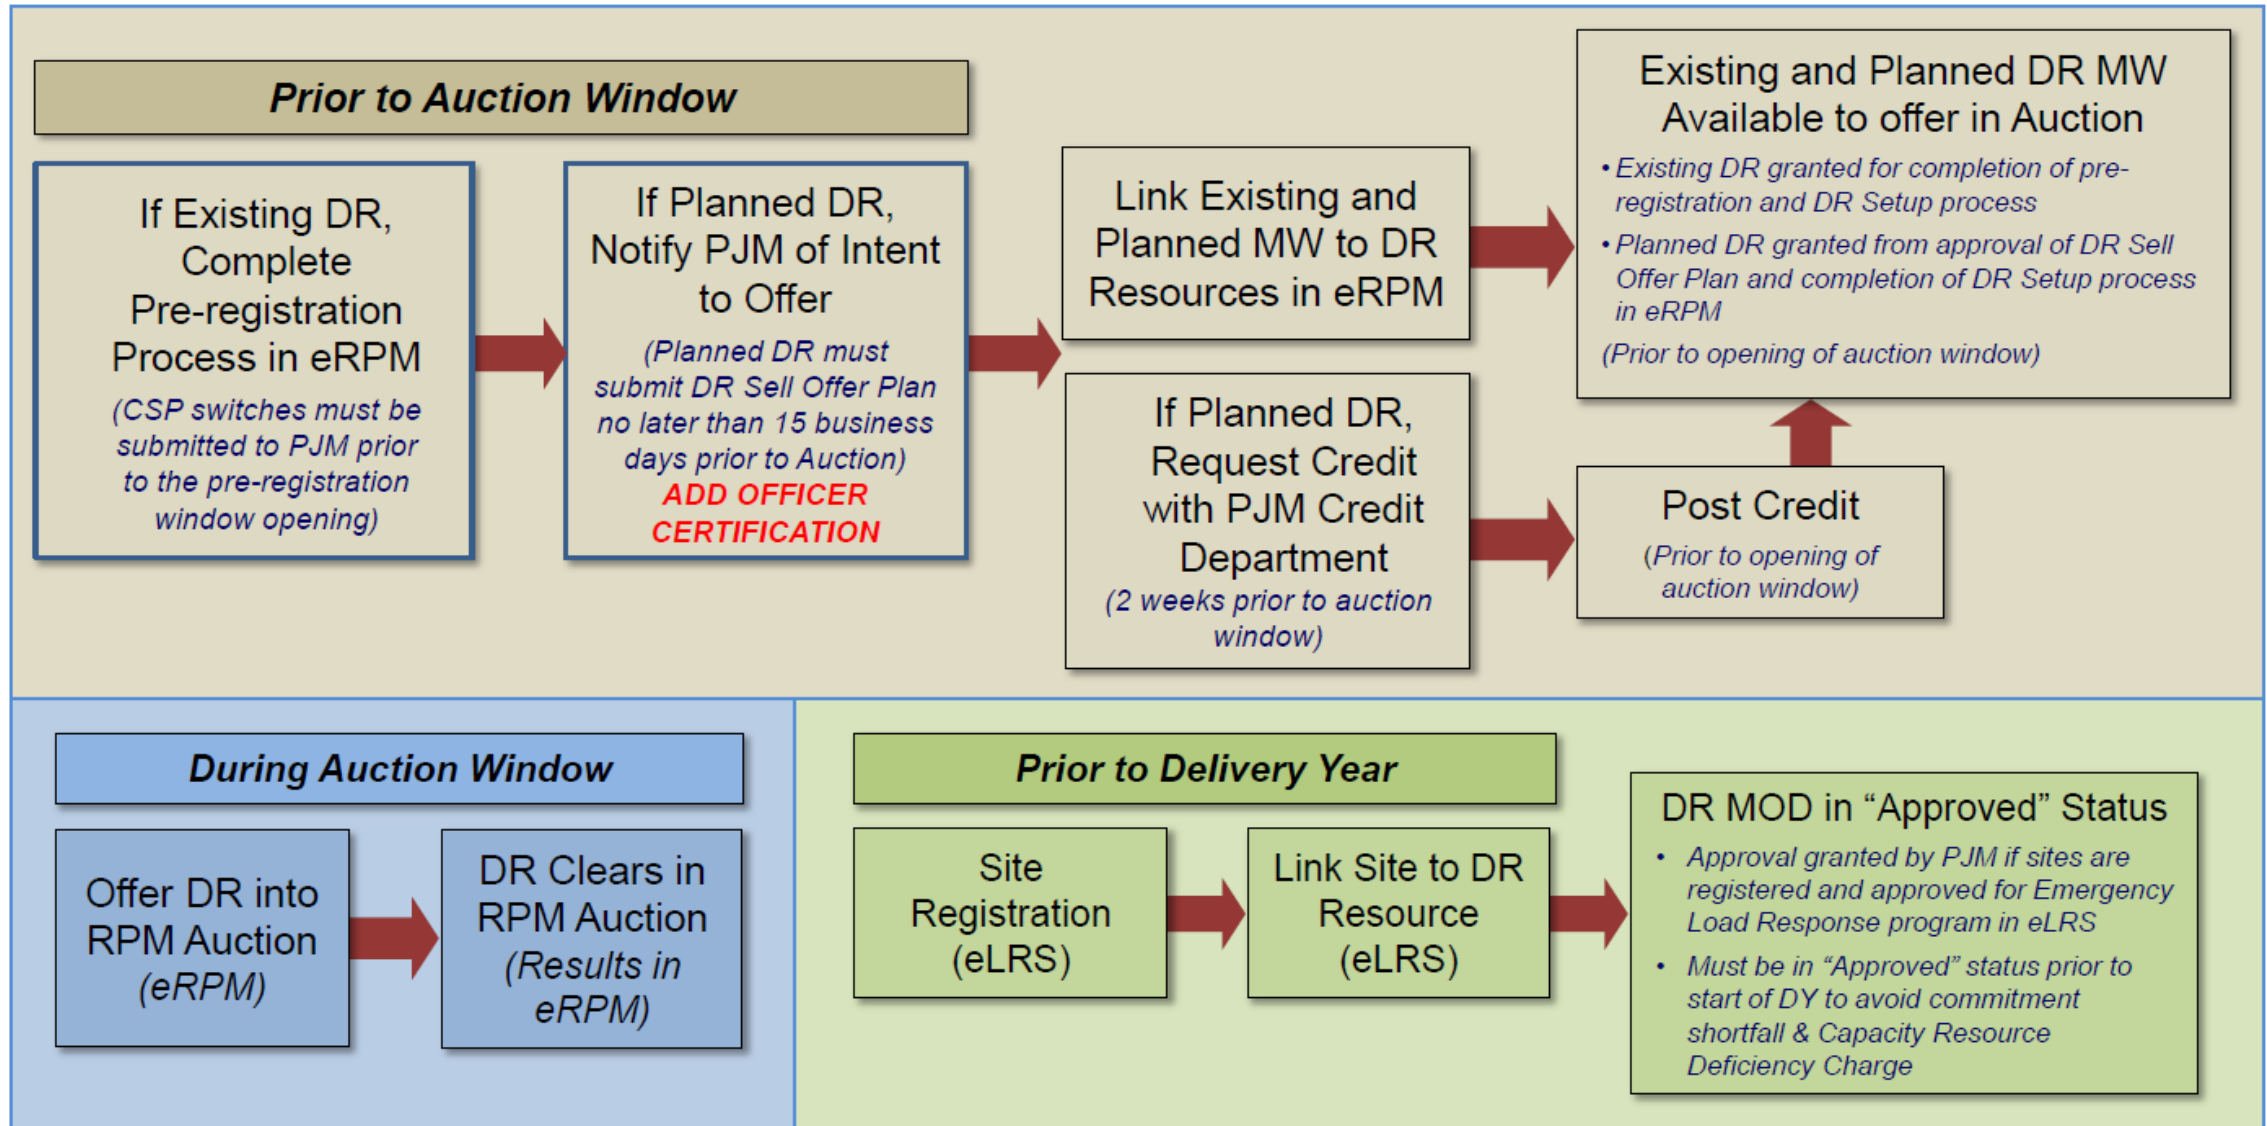 Prior to Auction Window
If Existing DR,
Complete
Pre-registration
Process in eRPM
(CSP switches must be
submitted to PJM prior
to the pre-registration
window opening)
If Planned DR,
Notify PJM of Intent
to Offer
(Planned DR must
submit DR Sell Offer Plan
no later than 15 business
days prior to Auction)
ADD OFFICER
CERTIFICATION
Link Existing and
Planned MW to DR
Resources in eRPM
If Planned DR,
Request Credit
with PJM Credit
Department
(2 weeks prior to auction
window)
Existing and Planned DR MW
Available to offer in Auction
• Existing DR granted for completion of pre-
registration and DR Setup process
• Planned DR granted from approval of DR Sell
Offer Plan and completion of DR Setup process
in eRPM
(Prior to opening of auction window)
Post Credit
(Prior to opening of
auction window)
During Auction Window
Offer DR into
RPM Auction
(eRPM)
DR Clears in
RPM Auction
(Results in
eRPM)
Prior to Delivery Year
Site
Registration
(eLRS)
Link Site to DR
Resource
(eLRS)
DR MOD in “Approved” Status
• Approval granted by PJM if sites are
registered and approved for Emergency
Load Response program in eLRS
• Must be in “Approved” status prior to
start of DY to avoid commitment
shortfall & Capacity Resource
Deficiency Charge